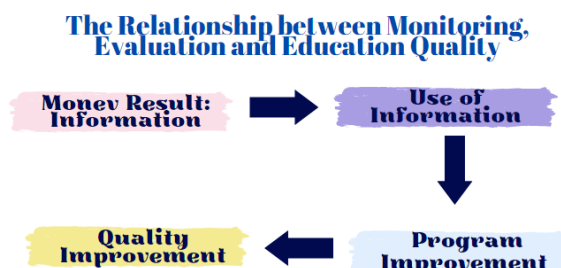 The Relationship between Monitoring,
Evaluation and Education Quality
Monev Result:
Information
Use of
Information
Program
Improvement
Quality
Improvement